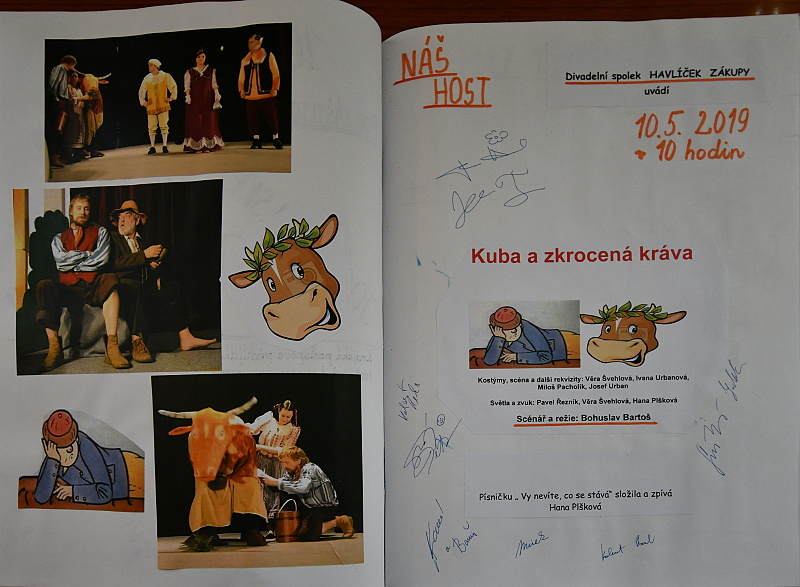 NÁŠ
HOST
Divadelní spolek HAVLÍČEK ZÁKUPY
uvádí
10.5. 2019
10 hodin
Kuba a zkrocená kráva
Kostýmy, scéna a další rekvizity: Věra Švehlová, Ivana Urbanová,
Miloš Pacholík, Josef Urban
Světla a zvuk: Pavel Řezník, Věra Švehlová, Hana Plšková
Scénář a režie: Bohuslav Bartoš
Písničku „ Vy nevíte, co se stává" složila a zpívá
Hana Plšková